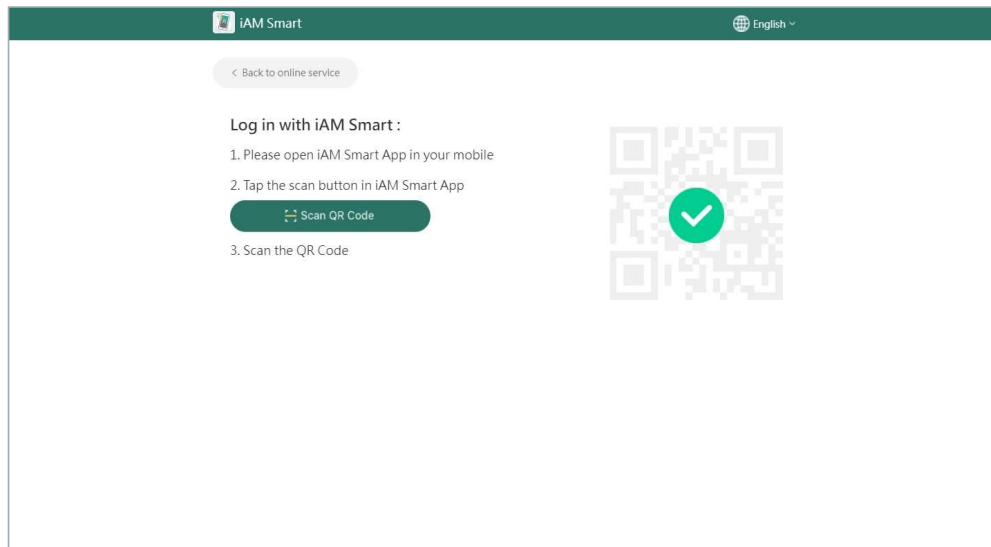 iAM Smart
English
< Back to online service
Log in with iAM Smart :
1. Please open iAM Smart App in your mobile
2. Tap the scan button in iAM Smart App
Scan QR Code
3. Scan the QR Code